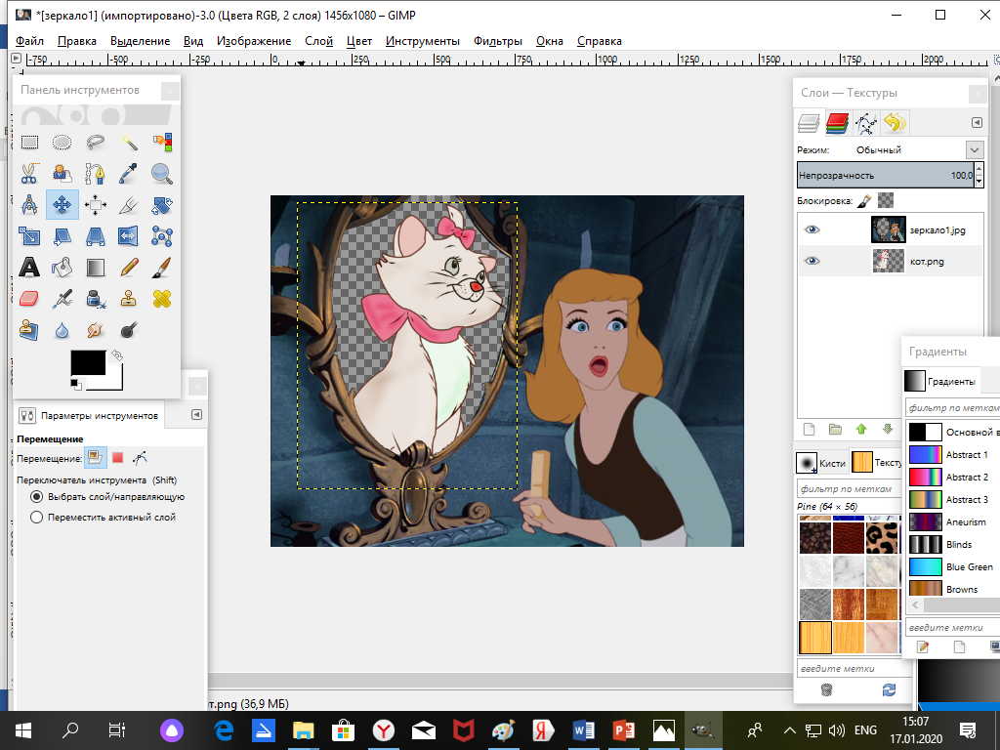 *[зеркало1] (импортировано)-3.0 (Цвета RGB, 2 слоя) 1456x1080 – GIMP
Файл Правка Выделение Вид Изображение Слой Цвет Инструменты Фильтры Окна Справка
-750 -500 -250 0 250 500 750 1000 1250 1500 1750 2000
Панель инструментов
Параметры инструментов
Перемещение
Перемещение:
Переключатель инструмента (Shift)
Выбрать слой/направляющую
Переместить активный слой
Слои — Текстуры
Режим: Обычный
Непрозрачность 100,0
Блокировка:
зеркало1.jpg
кот.png
Кисти Тексту
фильтр по меткам
Pine (64 × 56)
введите метки
Градиенты
Градиенты
фильтр по меткам
Основной в
Abstract 1
Abstract 2
Abstract 3
Aneurism
Blinds
Blue Green
Browns
введите метки
от.png (36,9 МБ)
ENG
15:07
17.01.2020